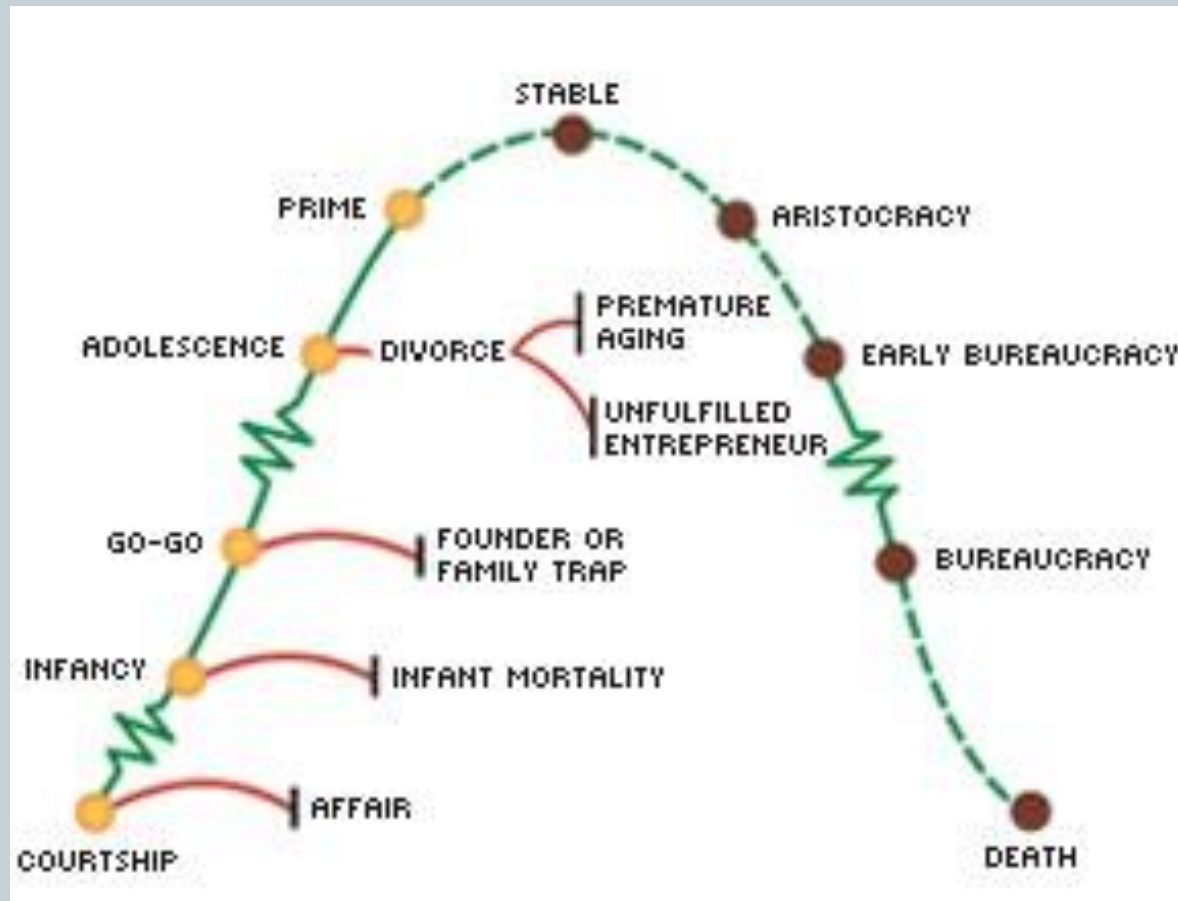 STABLE
PRIME
ARISTOCRACY
PREMATURE
AGING
ADOLESCENCE
DIVORCE
EARLY BUREAUCRACY
UNFULFILLED
ENTREPRENEUR
GO-GO
FOUNDER OR
FAMILY TRAP
BUREAUCRACY
INFANCY
INFANT MORTALITY
AFFAIR
COURTSHIP
DEATH